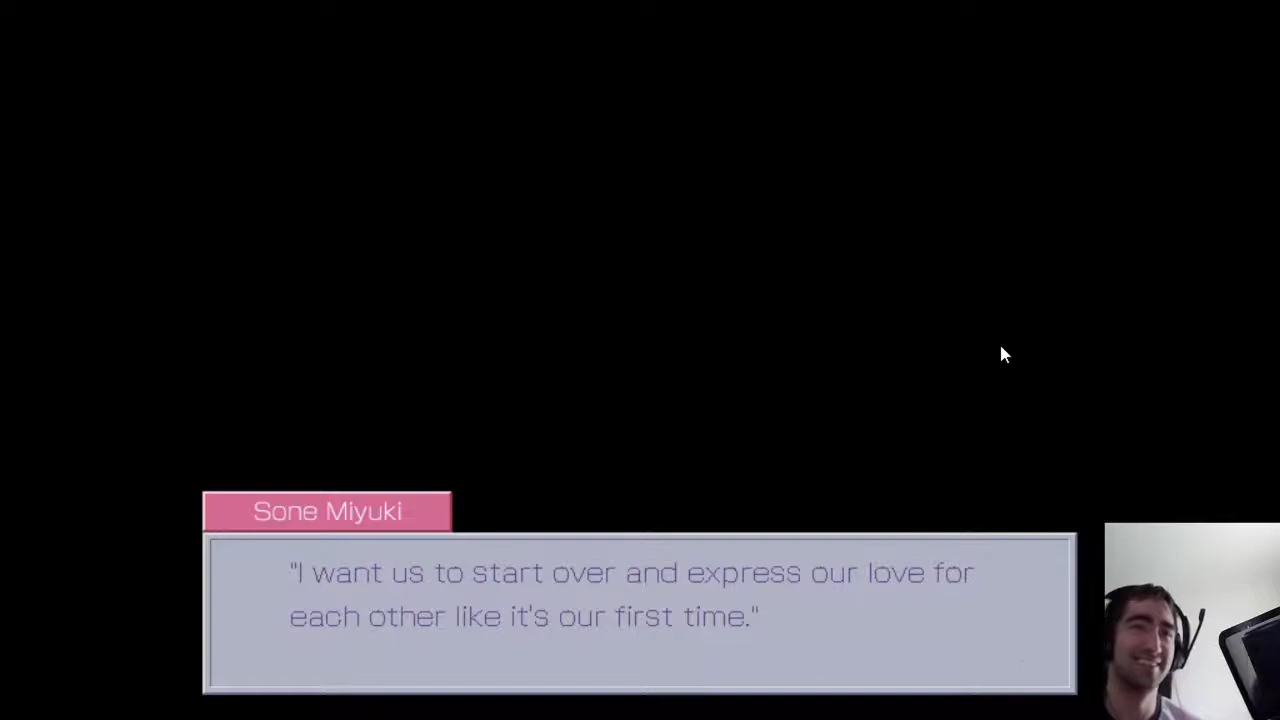 Sone Miyuki
"I want us to start over and express our love for
each other like it's our first time."